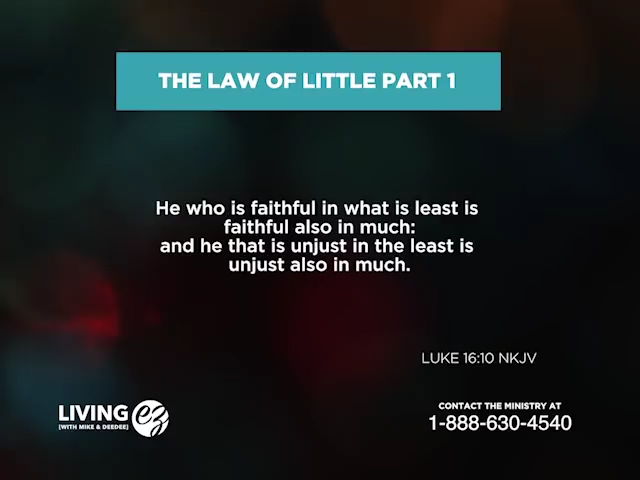 THE LAW OF LITTLE PART 1
He who is faithful in what is least is
faithful also in much:
and he that is unjust in the least is
unjust also in much.
LUKE 16:10 NKJV
LIVING ez
[WITH MIKE & DEEDEE]
CONTACT THE MINISTRY AT
1-888-630-4540